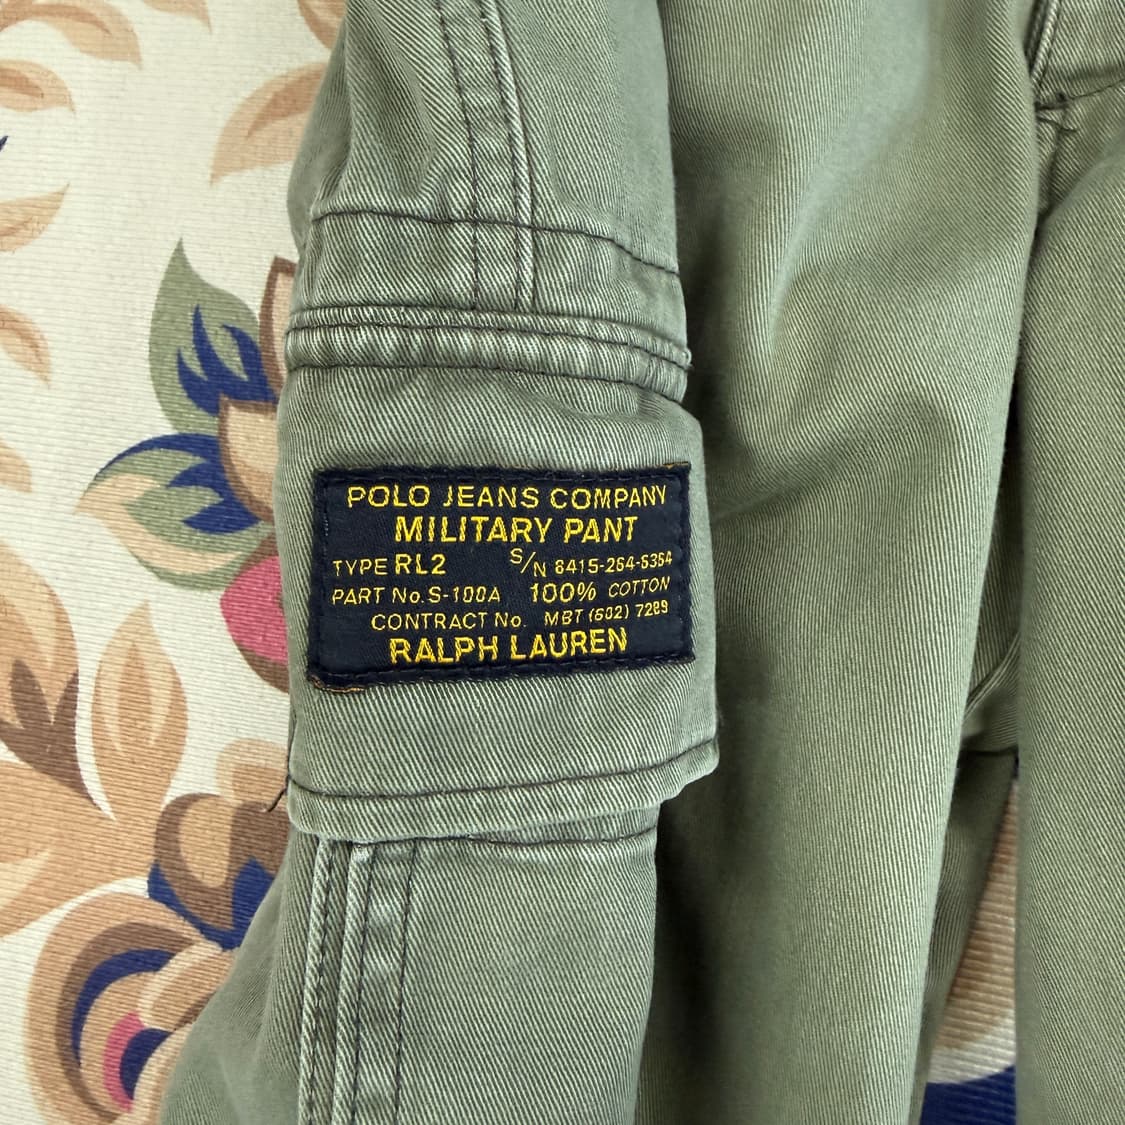 POLO JEANS COMPANY
MILITARY PANT
TYPE RL2 S/N 8415-264-5354
PART No. S-100A 100% COTTON
CONTRACT No. MBT (602) 7289
RALPH LAUREN